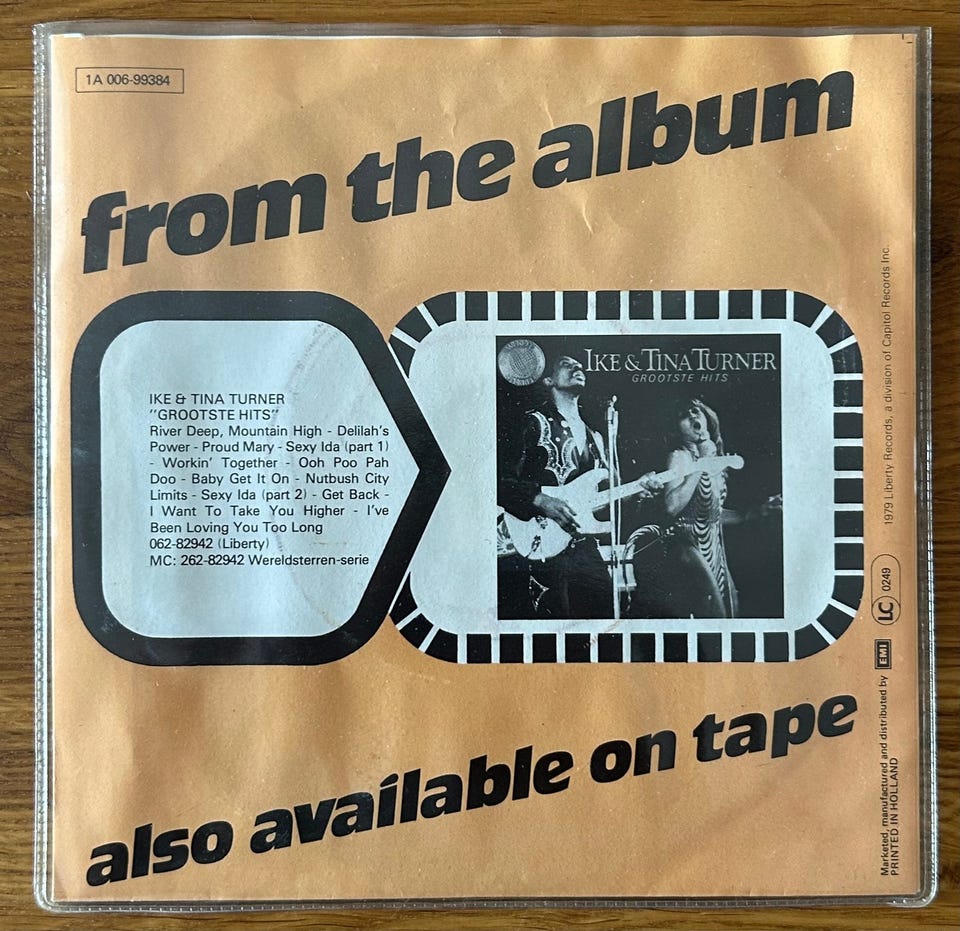 1A 006-99384
from the album
IKE & TINA TURNER
"GROOTSTE HITS"
River Deep, Mountain High - Delilah's
Power - Proud Mary - Sexy Ida (part 1)
- Workin' Together - Ooh Poo Pah
Doo - Baby Get It On - Nutbush City
Limits - Sexy Ida (part 2) - Get Back -
I Want To Take You Higher - I've
Been Loving You Too Long
062-82942 (Liberty)
MC: 262-82942 Wereldsterren-serie
IKE & TINA TURNER
GROOTSTE HITS
also available on tape
1979 Liberty Records, a division of Capitol Records Inc.
LC 0249
Marketed, manufactured and distributed by EMI
PRINTED IN HOLLAND